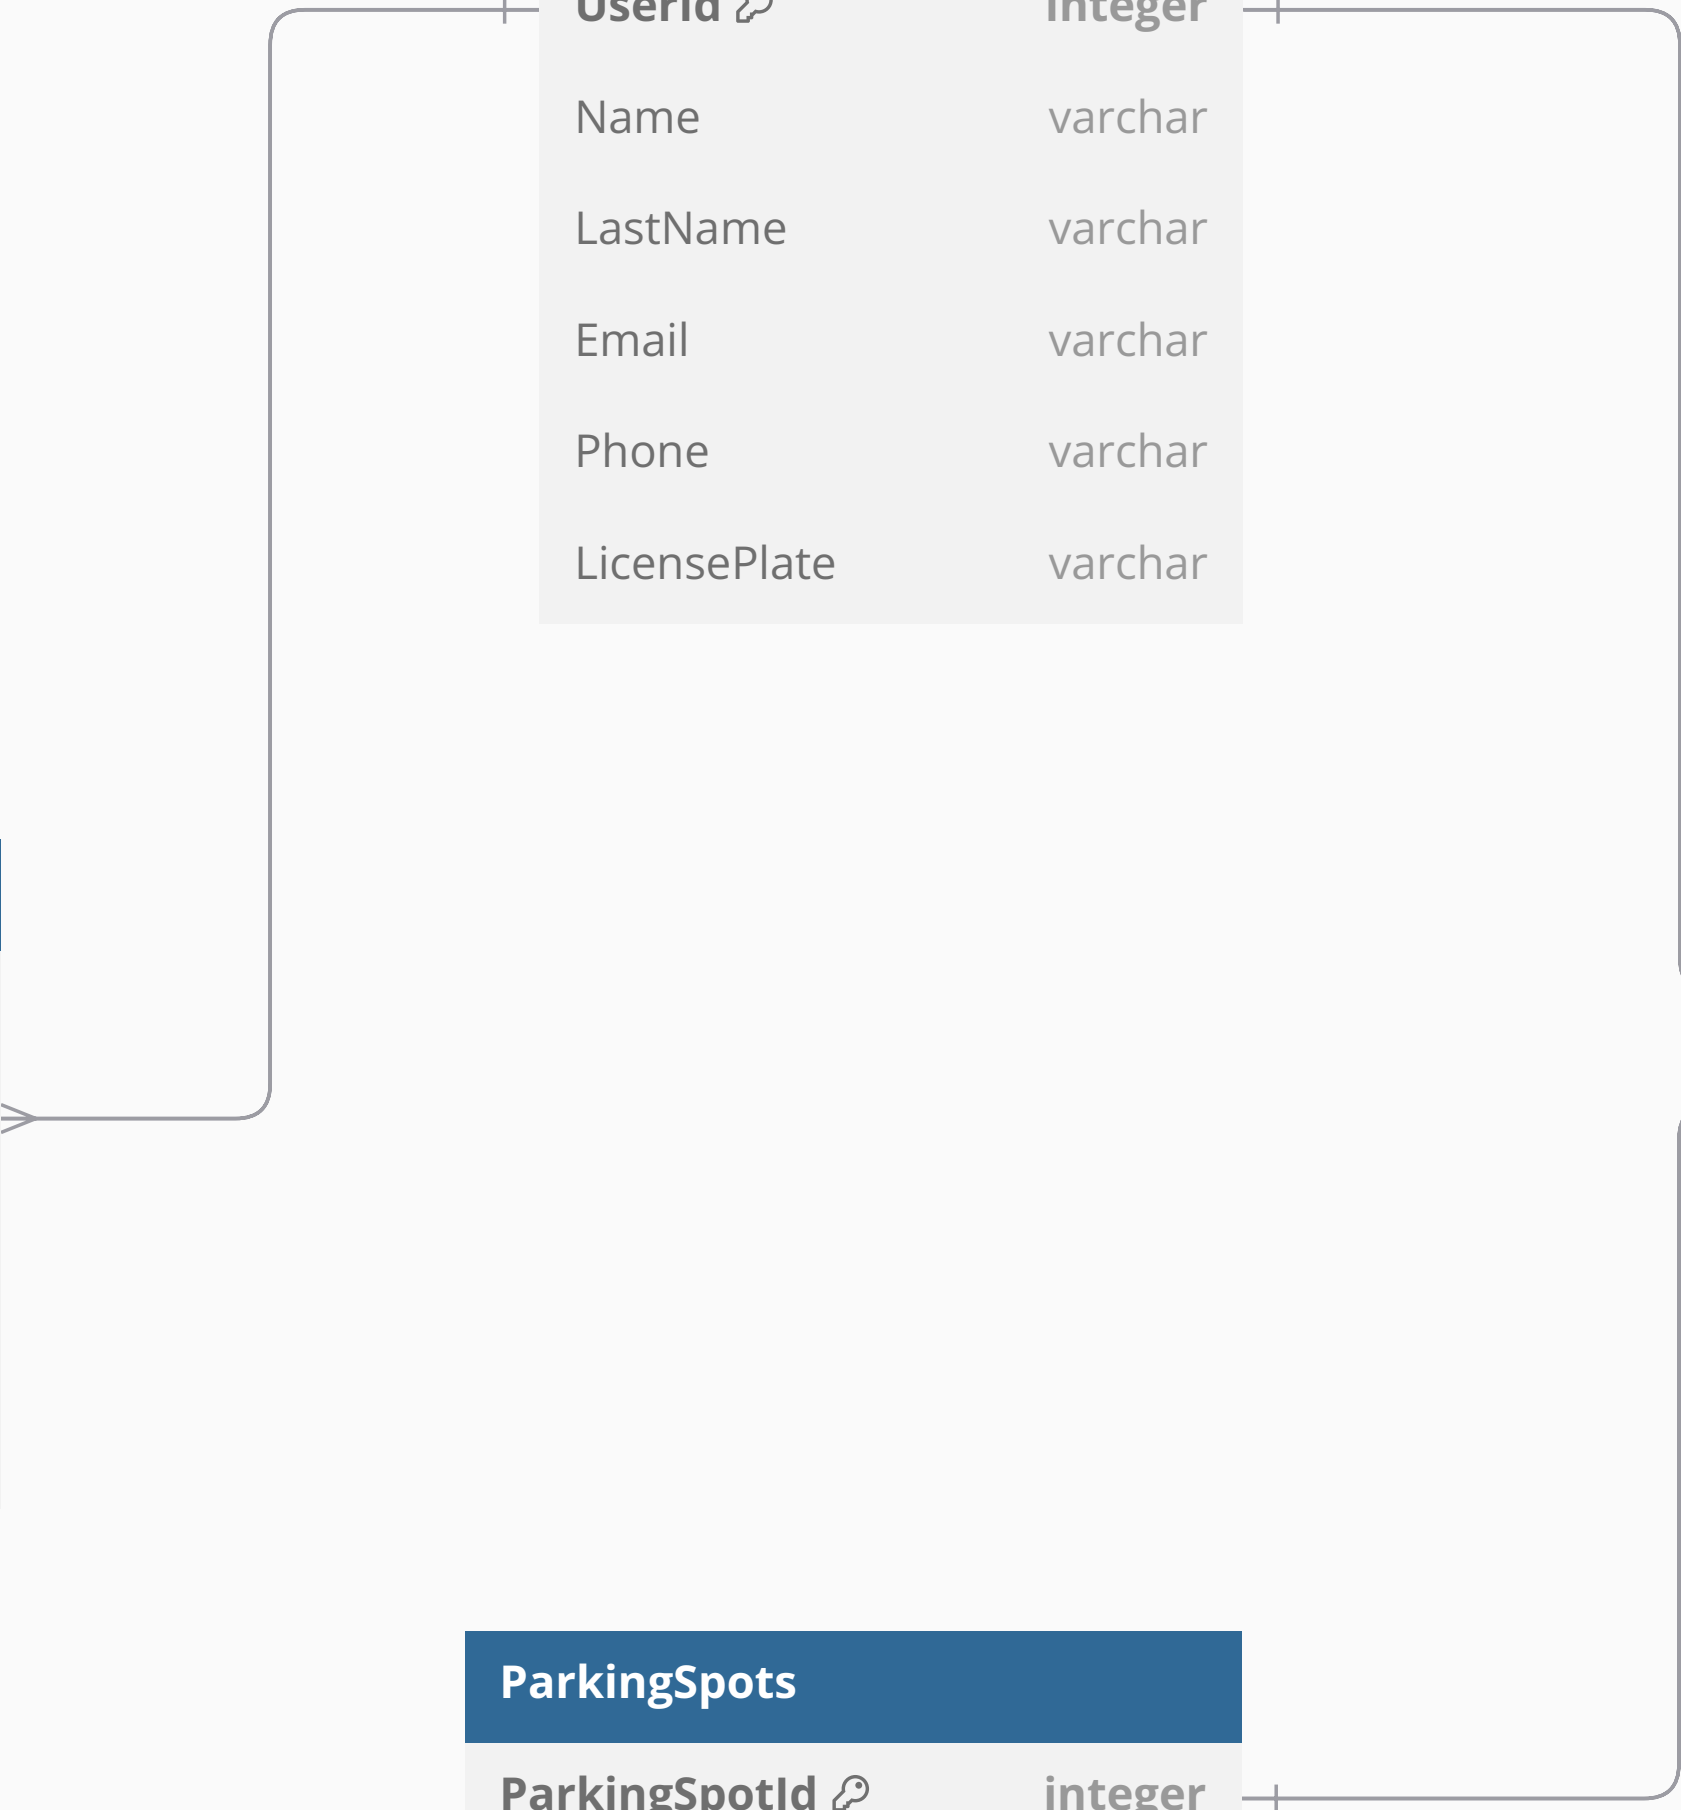 UserId integer
Name varchar
LastName varchar
Email varchar
Phone varchar
LicensePlate varchar
ParkingSpots
ParkingSpotId integer